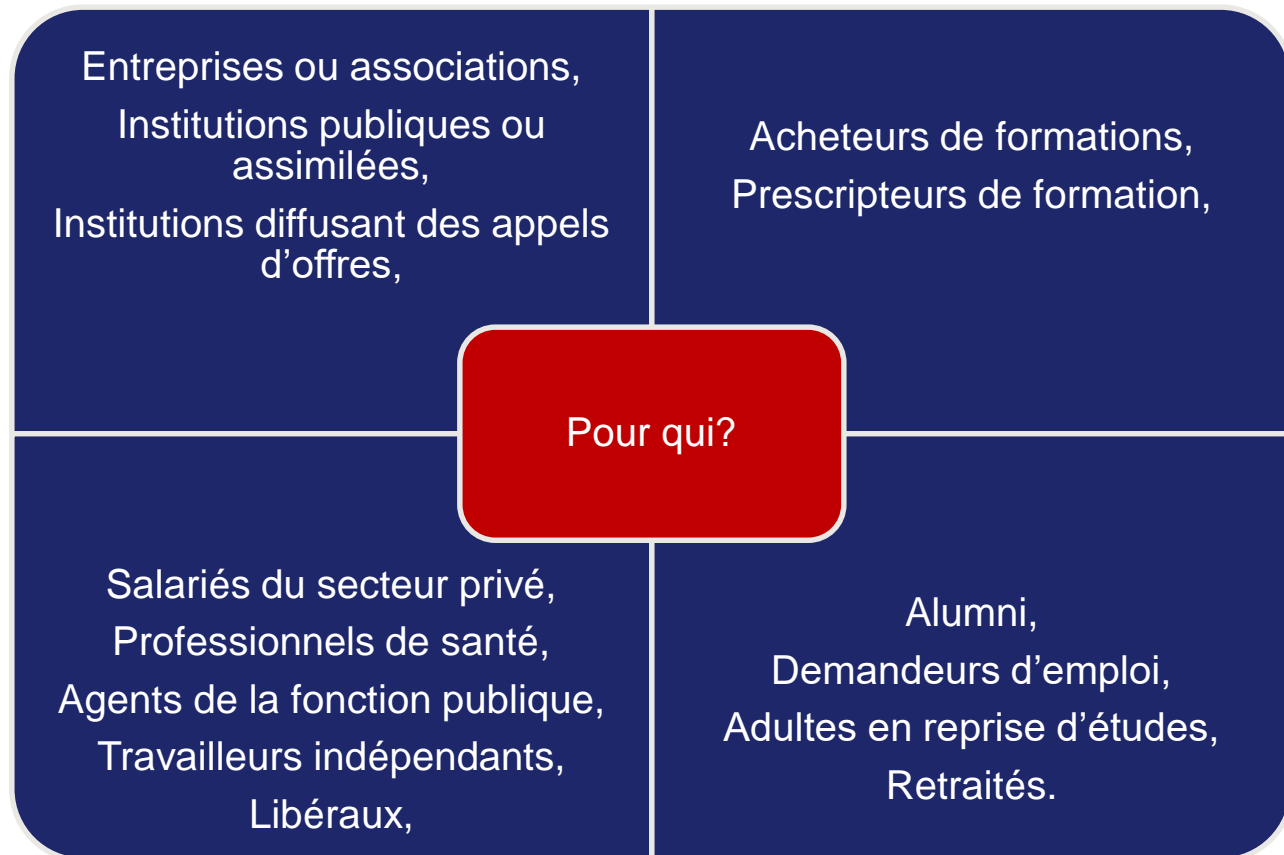 Entreprises ou associations,
Institutions publiques ou
assimilées,
Institutions diffusant des appels
d’offres,
Acheteurs de formations,
Prescripteurs de formation,
Pour qui?
Salariés du secteur privé,
Professionnels de santé,
Agents de la fonction publique,
Travailleurs indépendants,
Libéraux,
Alumni,
Demandeurs d’emploi,
Adultes en reprise d’études,
Retraités.